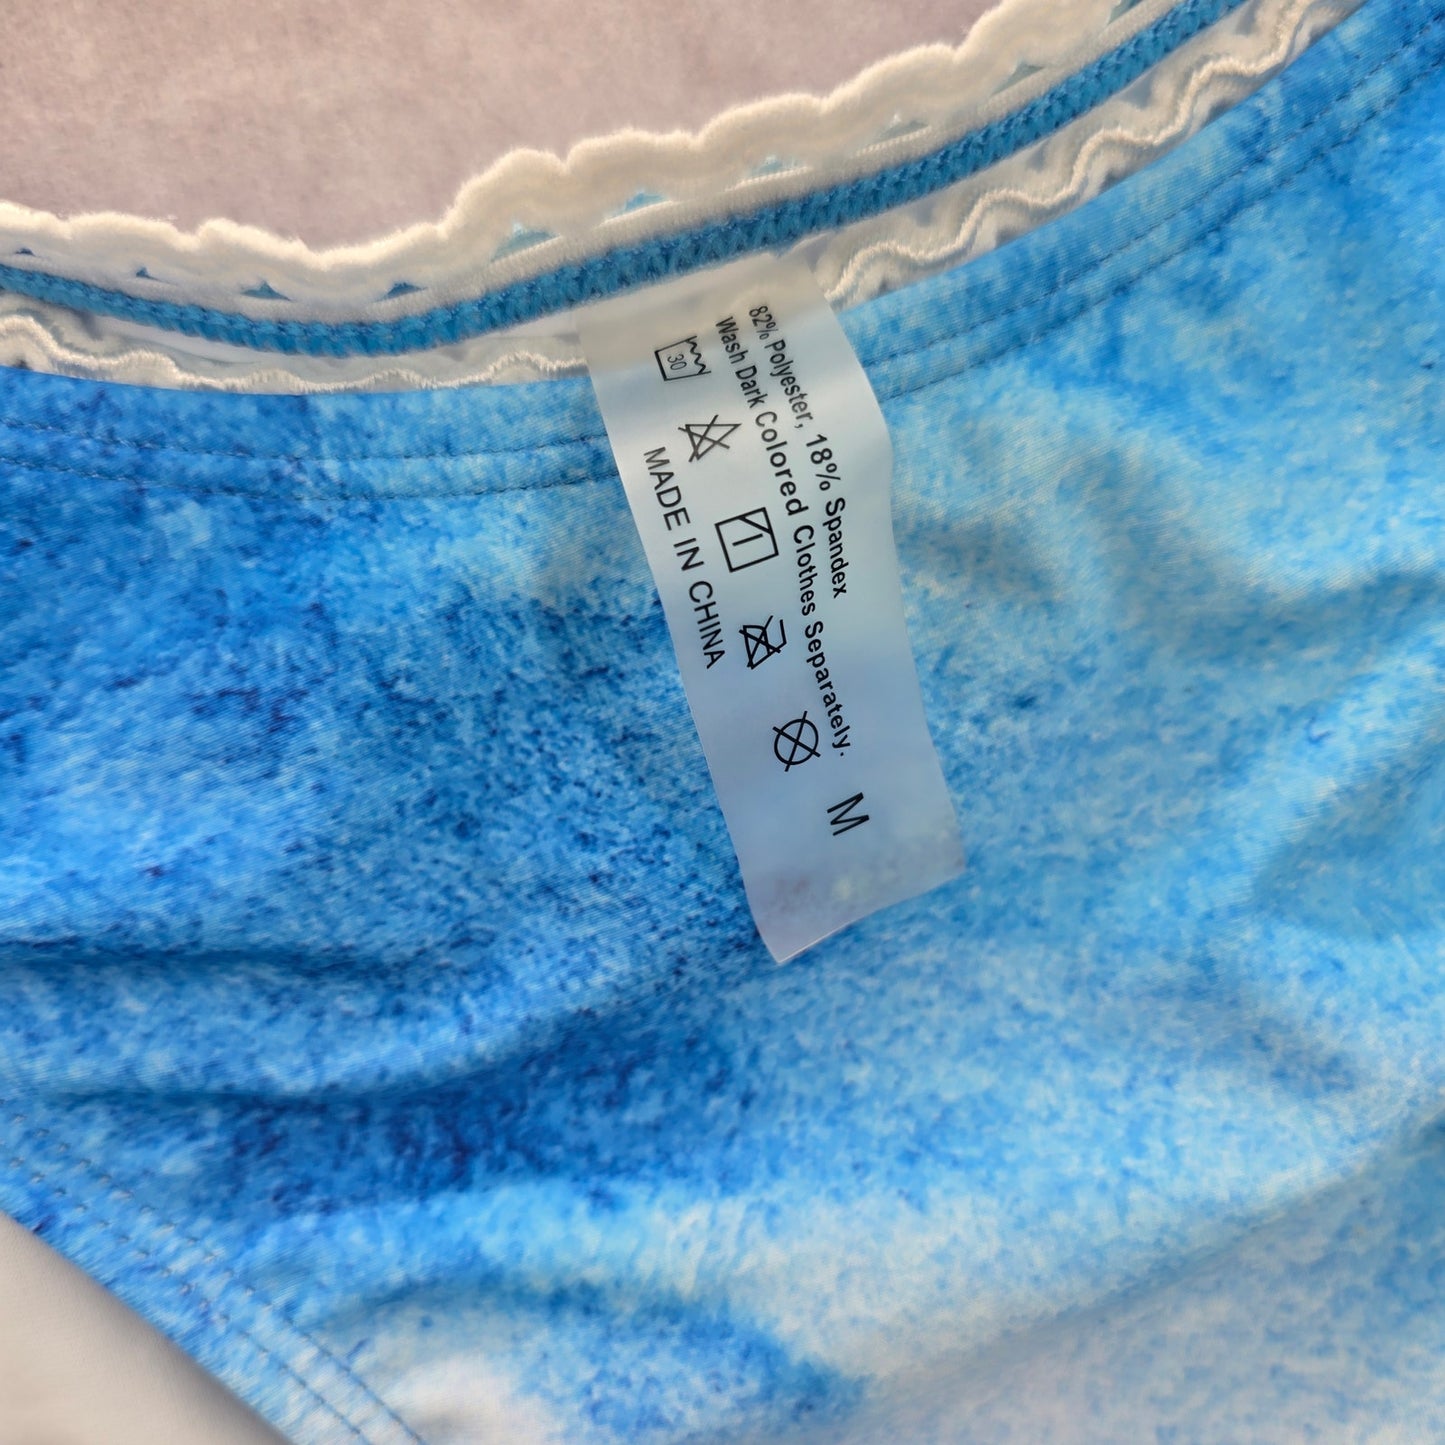 82% Polyester, 18% Spandex
Wash Dark Colored Clothes Separately.
30
MADE IN CHINA
M